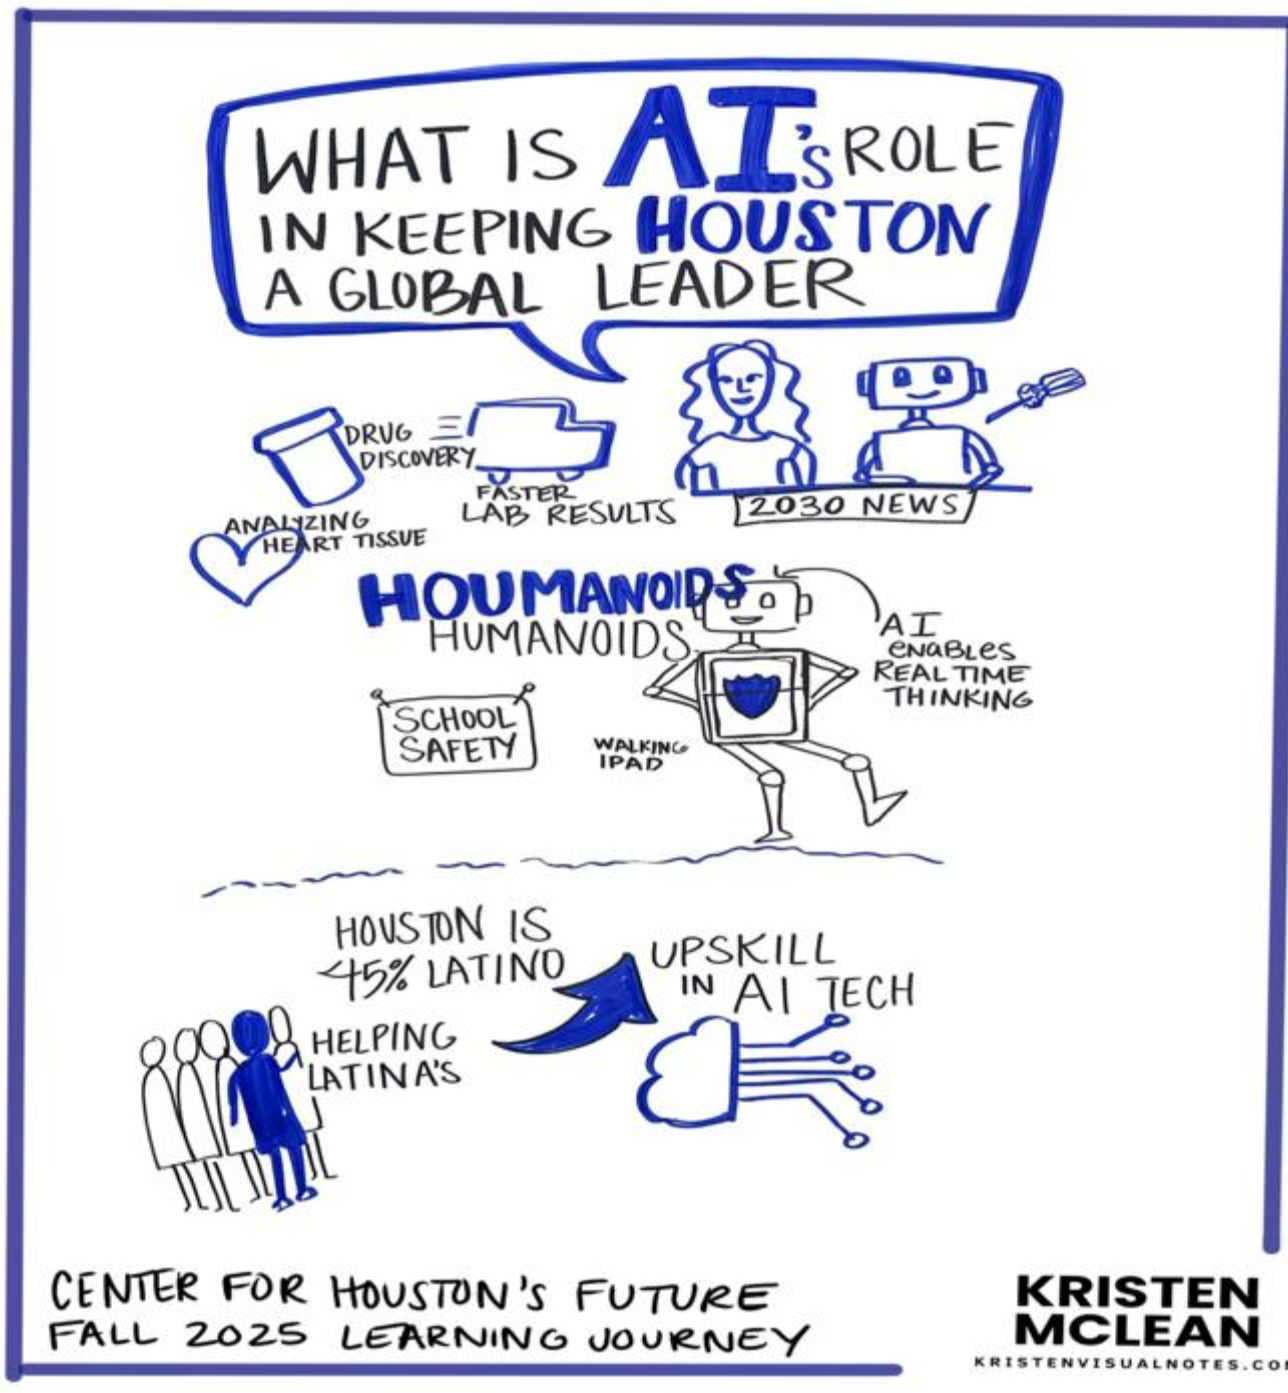 WHAT IS AI's ROLE
IN KEEPING HOUSTON
A GLOBAL LEADER
DRUG
DISCOVERY
FASTER
LAB RESULTS
2030 NEWS
ANALYZING
HEART TISSUE
HOUMANOIDS
HUMANOIDS
AI
ENABLES
REAL TIME
THINKING
SCHOOL
SAFETY
WALKING
IPAD
HOUSTON IS
45% LATINO
HELPING
LATINA'S
UPSKILL
IN AI TECH
CENTER FOR HOUSTON'S FUTURE
FALL 2025 LEARNING JOURNEY
KRISTEN
MCLEAN
KRISTENVISUALNOTES.COM